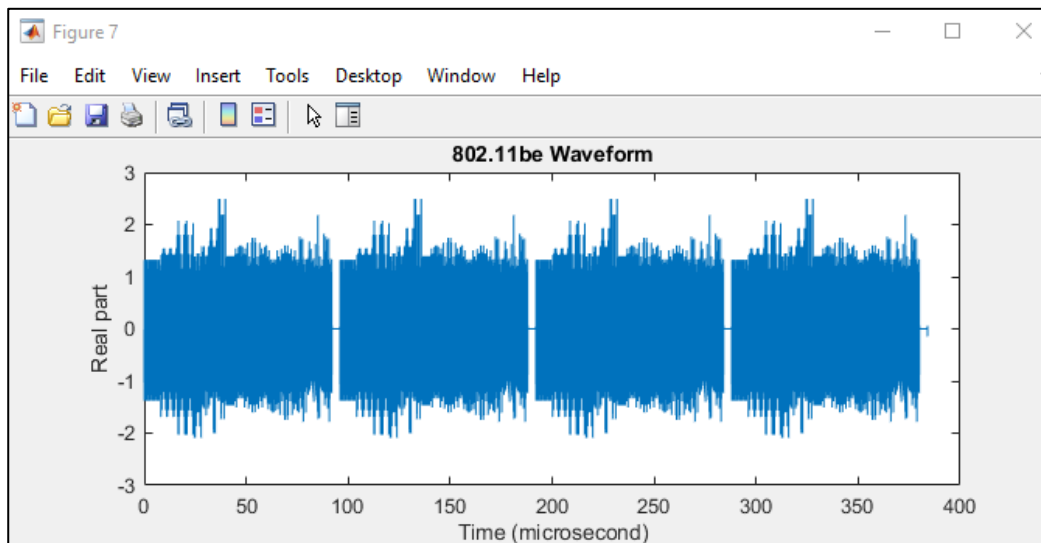 Figure 7
File Edit View Insert Tools Desktop Window Help
802.11be Waveform
3
2
1
0
-1
-2
-3
Real part
0 50 100 150 200 250 300 350 400
Time (microsecond)